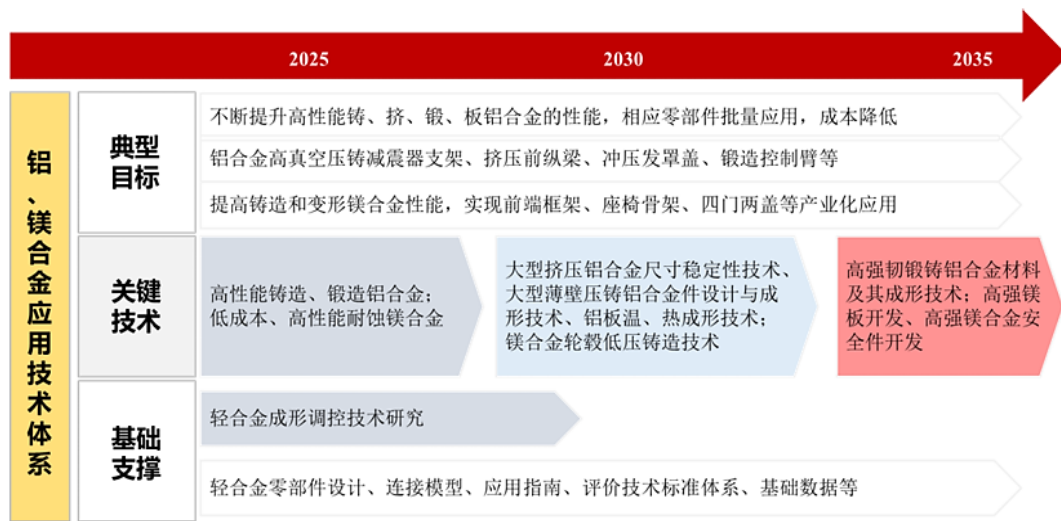 2025
2030
2035
铝、镁合金应用技术体系
典型
目标
不断提升高性能铸、挤、锻、板铝合金的性能，相应零部件批量应用，成本降低
铝合金高真空压铸减震器支架、挤压前纵梁、冲压发罩盖、锻造控制臂等
提高铸造和变形镁合金性能，实现前端框架、座椅骨架、四门两盖等产业化应用
关键
技术
高性能铸造、锻造铝合金；
低成本、高性能耐蚀镁合金
大型挤压铝合金尺寸稳定性技术、
大型薄壁压铸铝合金件设计与成
形技术、铝板温、热成形技术；
镁合金轮毂低压铸造技术
高强韧锻铸铝合金材料
及其成形技术；高强镁
板开发、高强镁合金安
全件开发
基础
支撑
轻合金成形调控技术研究
轻合金零部件设计、连接模型、应用指南、评价技术标准体系、基础数据等